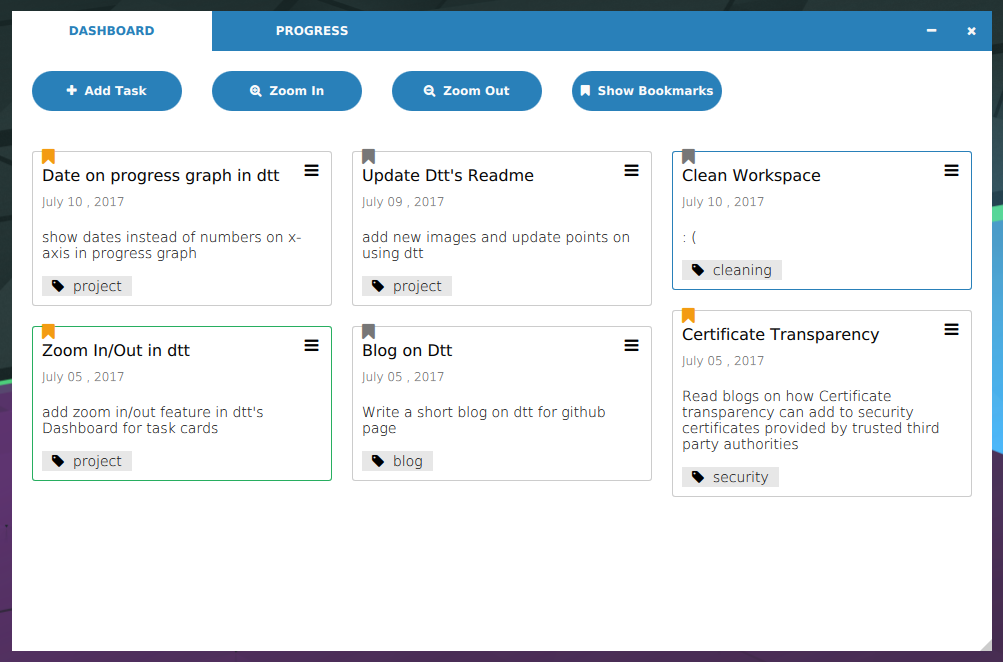 DASHBOARD
PROGRESS
Add Task
Zoom In
Zoom Out
Show Bookmarks
Date on progress graph in dtt
July 10 , 2017
show dates instead of numbers on x-
axis in progress graph
project
Update Dtt's Readme
July 09 , 2017
add new images and update points on
using dtt
project
Clean Workspace
July 10 , 2017
: (
cleaning
Zoom In/Out in dtt
July 05 , 2017
add zoom in/out feature in dtt's
Dashboard for task cards
project
Blog on Dtt
July 05 , 2017
Write a short blog on dtt for github
page
blog
Certificate Transparency
July 05 , 2017
Read blogs on how Certificate
transparency can add to security
certificates provided by trusted third
party authorities
security